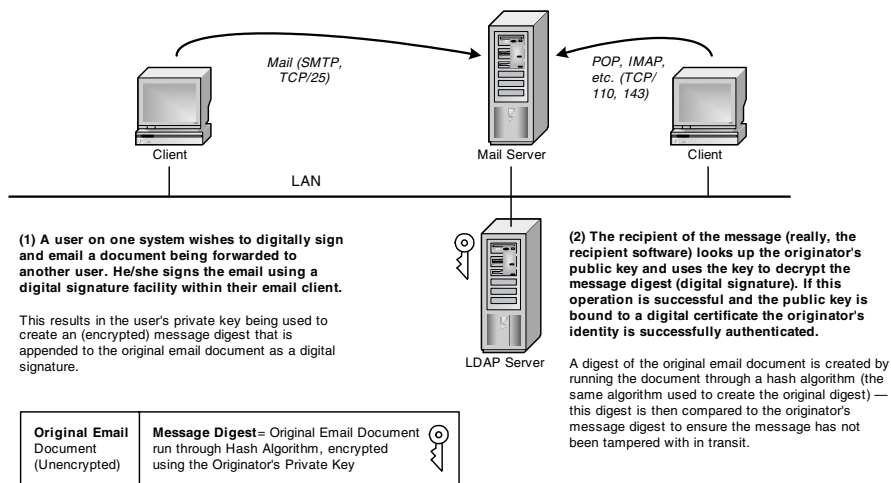 Mail (SMTP,
TCP/25)
POP, IMAP,
etc. (TCP/
110, 143)
Client
Mail Server
Client
LAN
(1) A user on one system wishes to digitally sign
and email a document being forwarded to
another user. He/she signs the email using a
digital signature facility within their email client.
This results in the user's private key being used to
create an (encrypted) message digest that is
appended to the original email document as a digital
signature.
LDAP Server
(2) The recipient of the message (really, the
recipient software) looks up the originator's
public key and uses the key to decrypt the
message digest (digital signature). If this
operation is successful and the public key is
bound to a digital certificate the originator's
identity is successfully authenticated.
A digest of the original email document is created by
running the document through a hash algorithm (the
same algorithm used to create the original digest) —
this digest is then compared to the originator's
message digest to ensure the message has not
been tampered with in transit.
Original Email
Document
(Unencrypted)
Message Digest= Original Email Document
run through Hash Algorithm, encrypted
using the Originator's Private Key